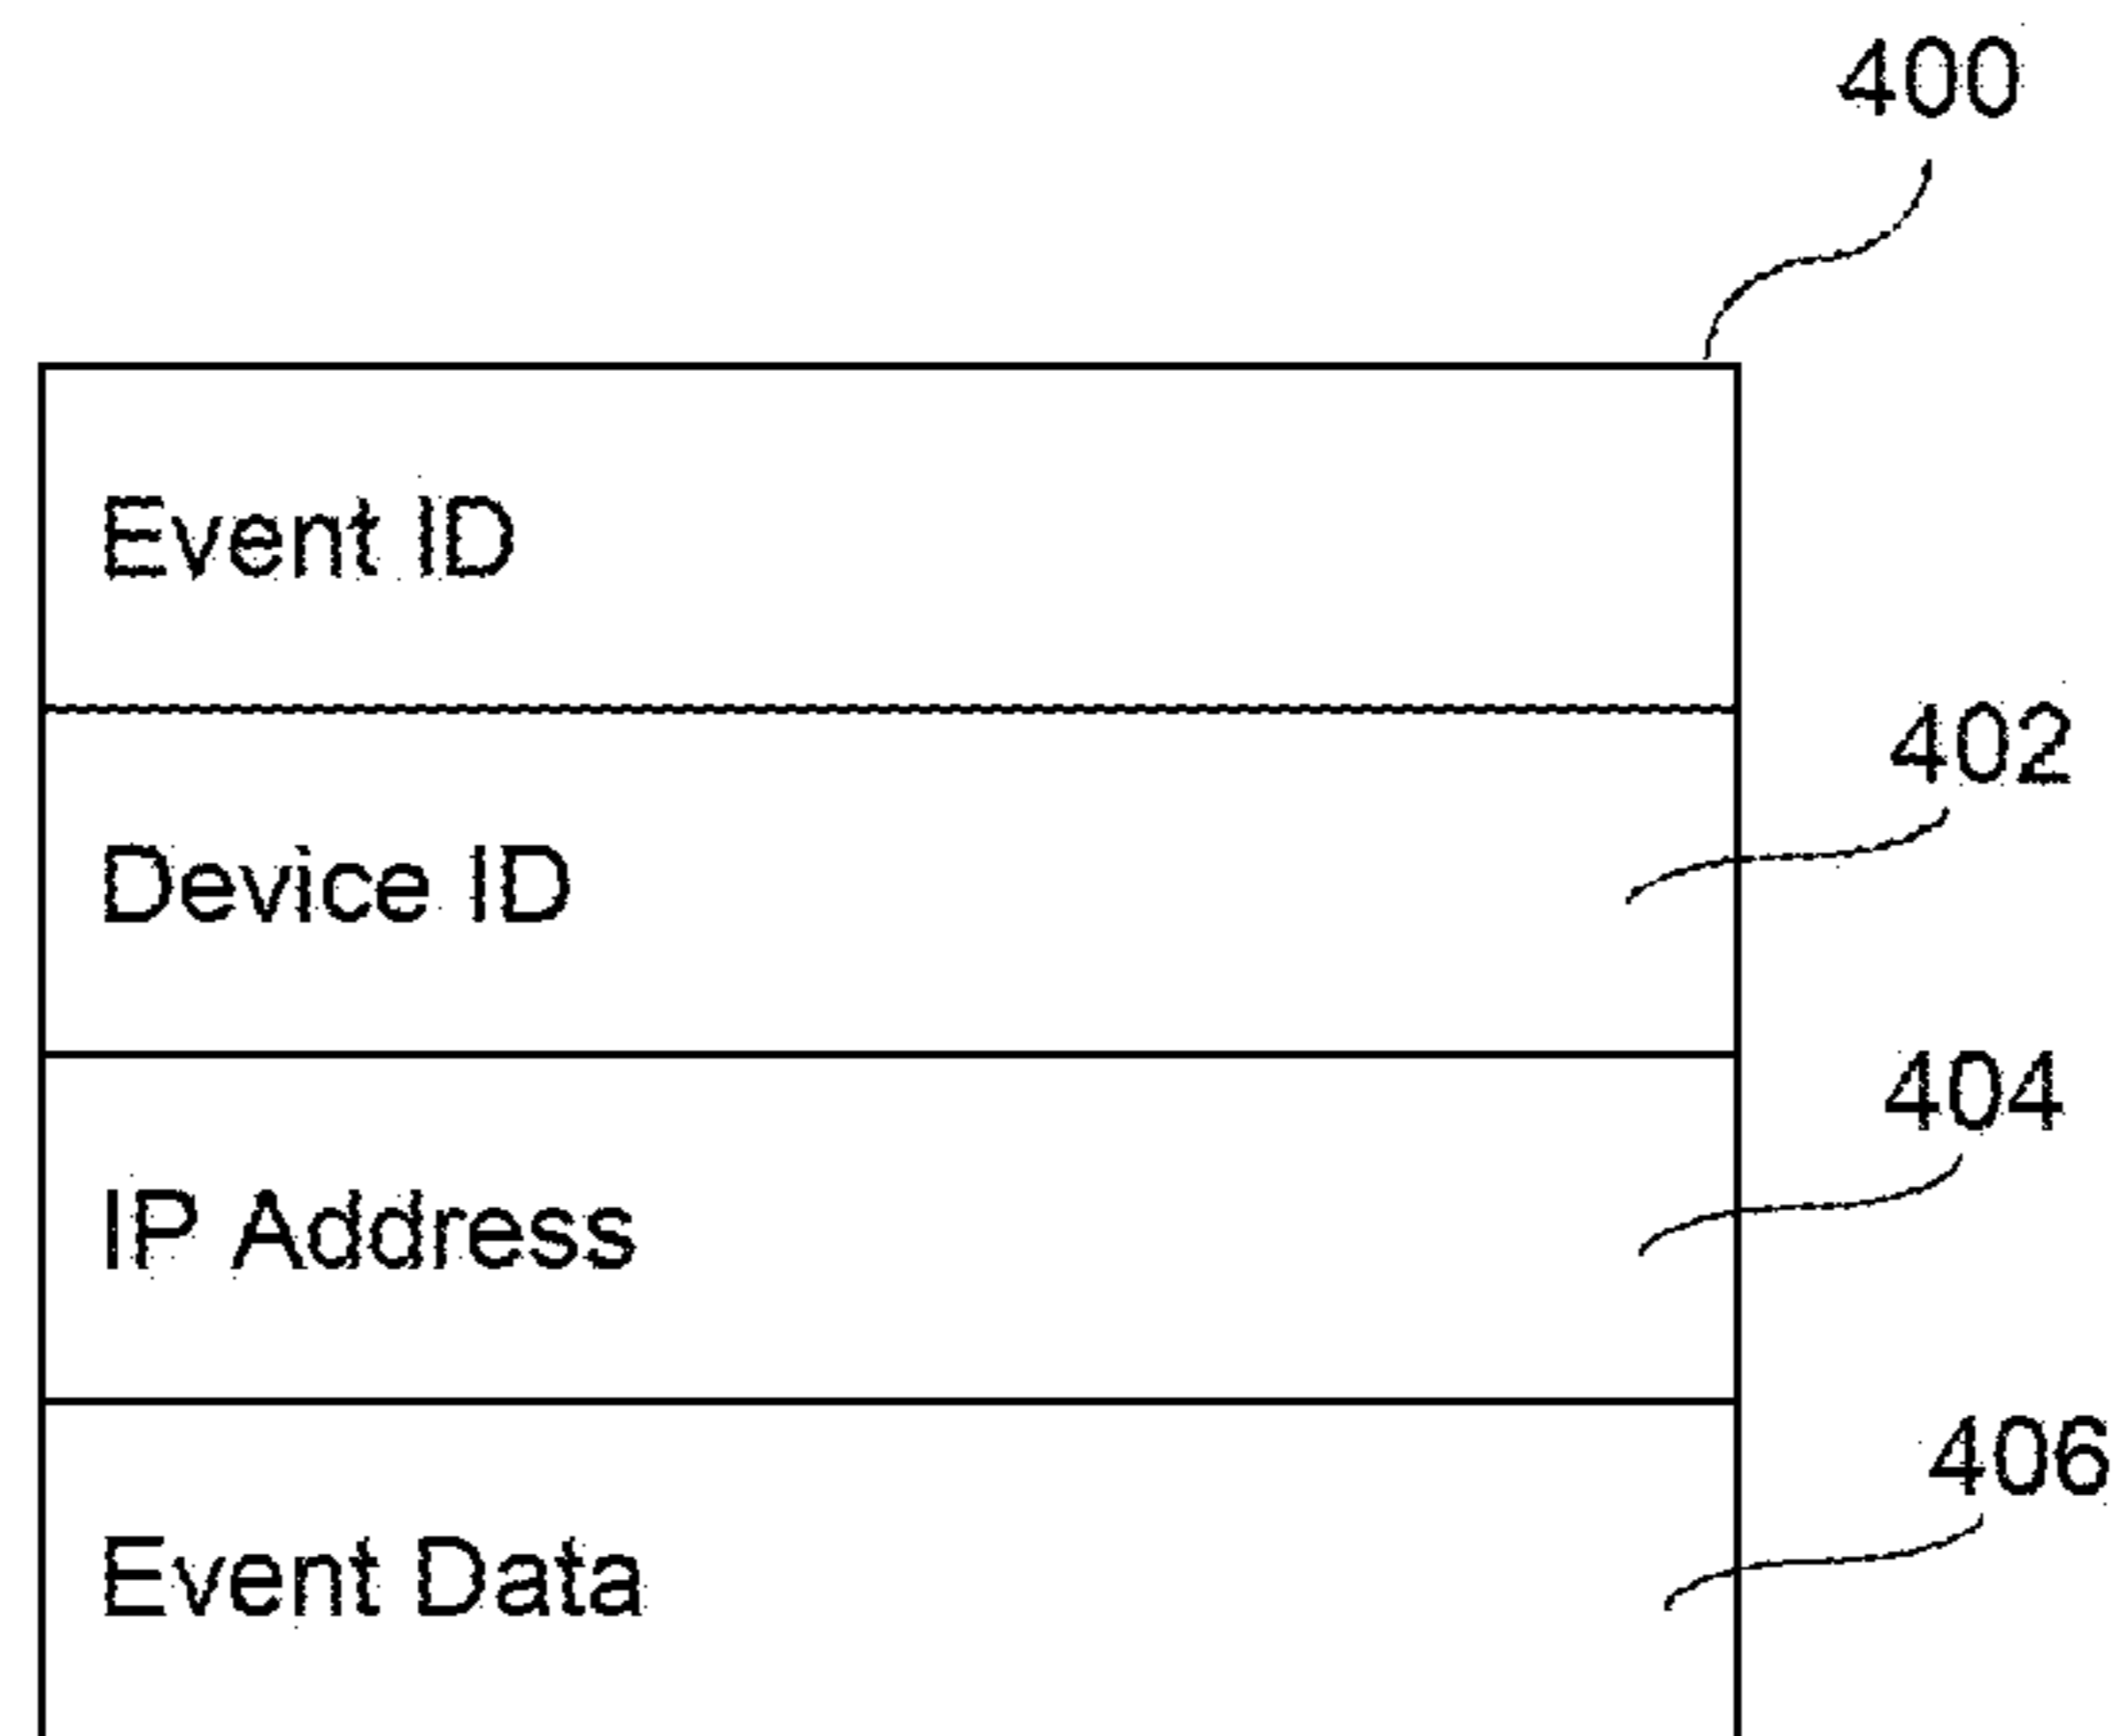 400
Event ID
402
Device ID
404
IP Address
406
Event Data